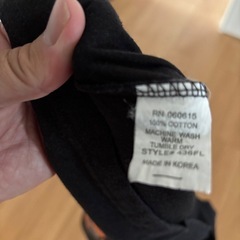 RN 060615
100% COTTON
MACHINE WASH
WARM
TUMBLE DRY
STYLE# 436FL
MADE IN KOREA